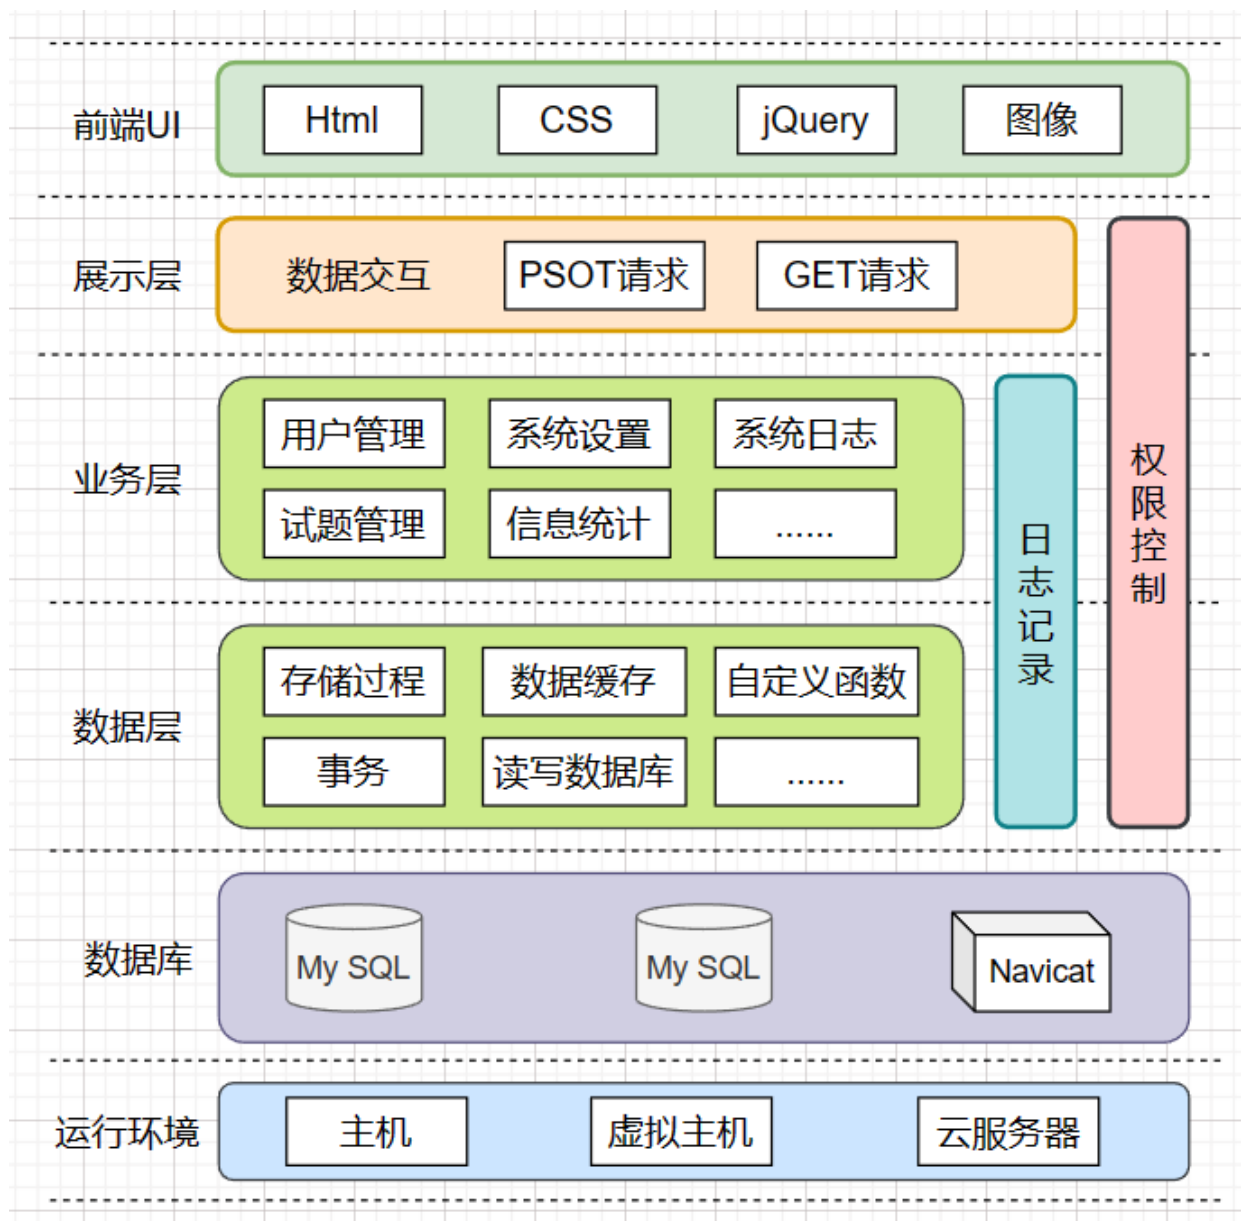 前端UI
Html
CSS
jQuery
图像
展示层
数据交互
PSOT请求
GET请求
业务层
用户管理
系统设置
系统日志
试题管理
信息统计
......
日志记录
权限控制
数据层
存储过程
数据缓存
自定义函数
事务
读写数据库
......
数据库
My SQL
My SQL
Navicat
运行环境
主机
虚拟主机
云服务器